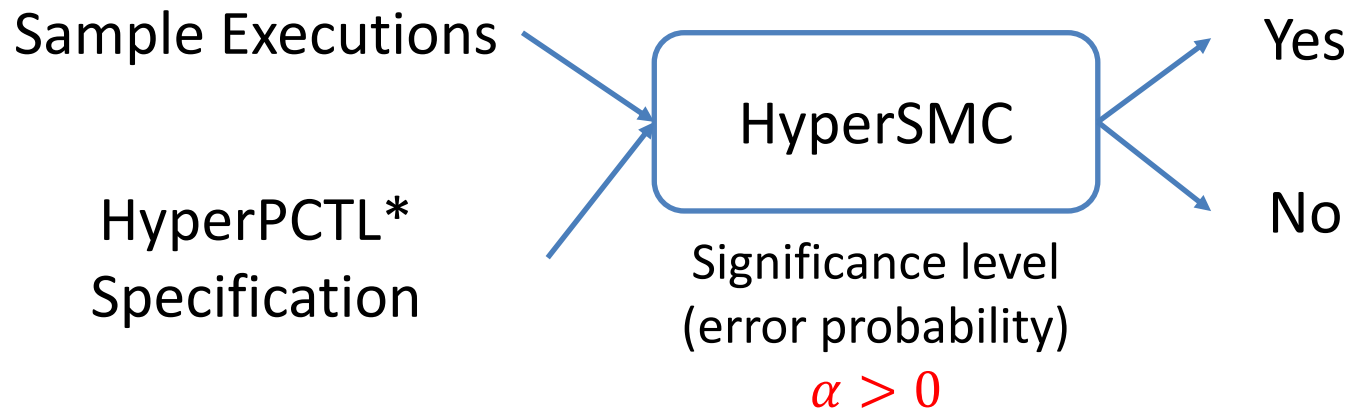 Sample Executions
HyperPCTL*
Specification
HyperSMC
Significance level
(error probability)
α > 0
Yes
No